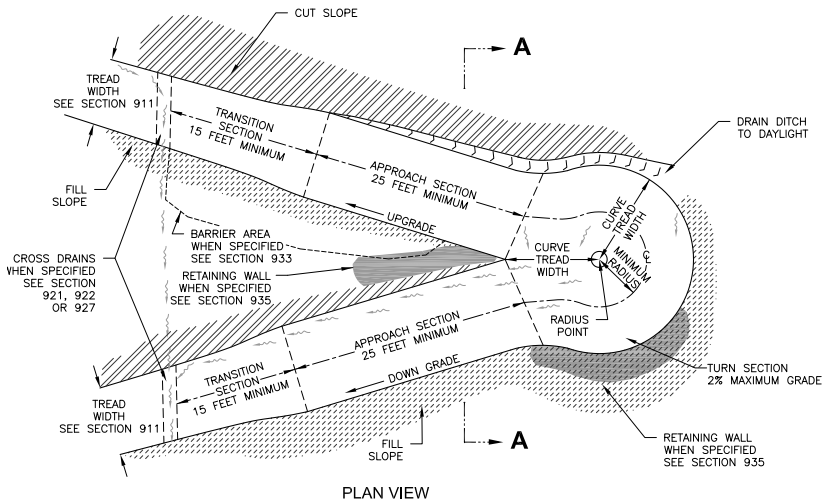 CUT SLOPE
A
TREAD
WIDTH
SEE SECTION 911
TRANSITION
SECTION
15 FEET MINIMUM
APPROACH SECTION
25 FEET MINIMUM
DRAIN DITCH
TO DAYLIGHT
FILL
SLOPE
UPGRADE
CURVE
TREAD
WIDTH
BARRIER AREA
WHEN SPECIFIED
SEE SECTION 933
CURVE
TREAD
WIDTH
MINIMUM
RADIUS
CROSS DRAINS
WHEN SPECIFIED
SEE SECTION
921, 922
OR 927
RETAINING WALL
WHEN SPECIFIED
SEE SECTION 935
RADIUS
POINT
APPROACH SECTION
25 FEET MINIMUM
TRANSITION
SECTION
15 FEET MINIMUM
DOWN GRADE
TURN SECTION
2% MAXIMUM GRADE
TREAD
WIDTH
SEE SECTION 911
FILL
SLOPE
A
RETAINING WALL
WHEN SPECIFIED
SEE SECTION 935
PLAN VIEW